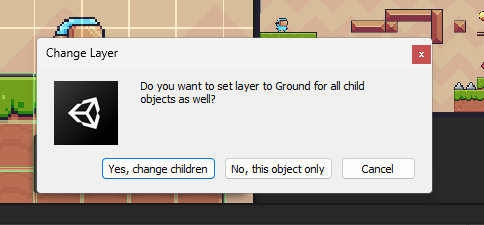 Change Layer
x
Do you want to set layer to Ground for all child
objects as well?
Yes, change children
No, this object only
Cancel